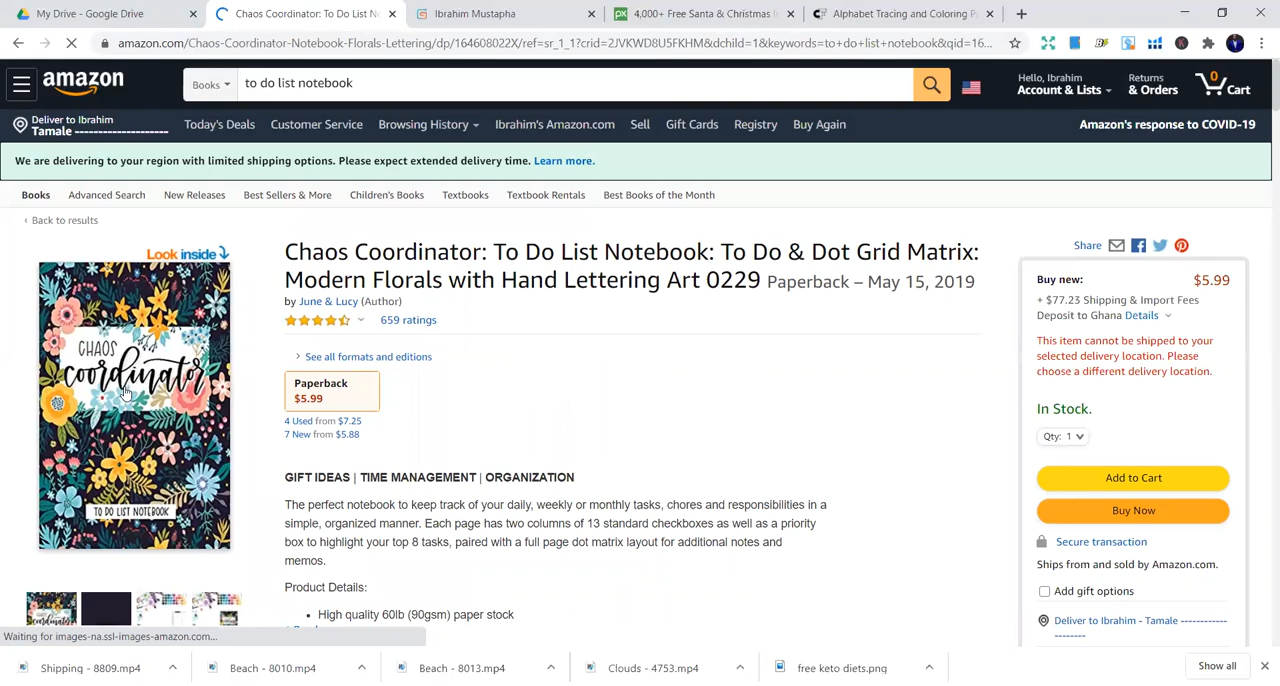 My Drive - Google Drive
Chaos Coordinator: To Do List N
Ibrahim Mustapha
4,000+ Free Santa & Christmas I
Alphabet Tracing and Coloring P
amazon.com/Chaos-Coordinator-Notebook-Florals-Lettering/dp/164608022X/ref=sr_1_1?crid=2JVKWD8U5FKHM&dchild=1&keywords=to+do+list+notebook&qid=16...
amazon
Books
to do list notebook
Hello, Ibrahim
Account & Lists
Returns
& Orders
0
Cart
Deliver to Ibrahim
Tamale ------------------
Today's Deals
Customer Service
Browsing History
Ibrahim's Amazon.com
Sell
Gift Cards
Registry
Buy Again
Amazon's response to COVID-19
We are delivering to your region with limited shipping options. Please expect extended delivery time. Learn more.
Books
Advanced Search
New Releases
Best Sellers & More
Children's Books
Textbooks
Textbook Rentals
Best Books of the Month
‹ Back to results
Look inside
CHAOS
coordinator
TO DO LIST NOTEBOOK
Chaos Coordinator: To Do List Notebook: To Do & Dot Grid Matrix:
Modern Florals with Hand Lettering Art 0229 Paperback – May 15, 2019
by June & Lucy (Author)
659 ratings
See all formats and editions
Paperback
$5.99
4 Used from $7.25
7 New from $5.88
GIFT IDEAS | TIME MANAGEMENT | ORGANIZATION
The perfect notebook to keep track of your daily, weekly or monthly tasks, chores and responsibilities in a
simple, organized manner. Each page has two columns of 13 standard checkboxes as well as a priority
box to highlight your top 8 tasks, paired with a full page dot matrix layout for additional notes and
memos.
Product Details:
• High quality 60lb (90gsm) paper stock
Share
Buy new:
$5.99
+ $77.23 Shipping & Import Fees
Deposit to Ghana Details
This item cannot be shipped to your
selected delivery location. Please
choose a different delivery location.
In Stock.
Qty: 1
Add to Cart
Buy Now
Secure transaction
Ships from and sold by Amazon.com.
Add gift options
Deliver to Ibrahim - Tamale -----------
--------
Waiting for images-na.ssl-images-amazon.com...
Shipping - 8809.mp4
Beach - 8010.mp4
Beach - 8013.mp4
Clouds - 4753.mp4
free keto diets.png
Show all